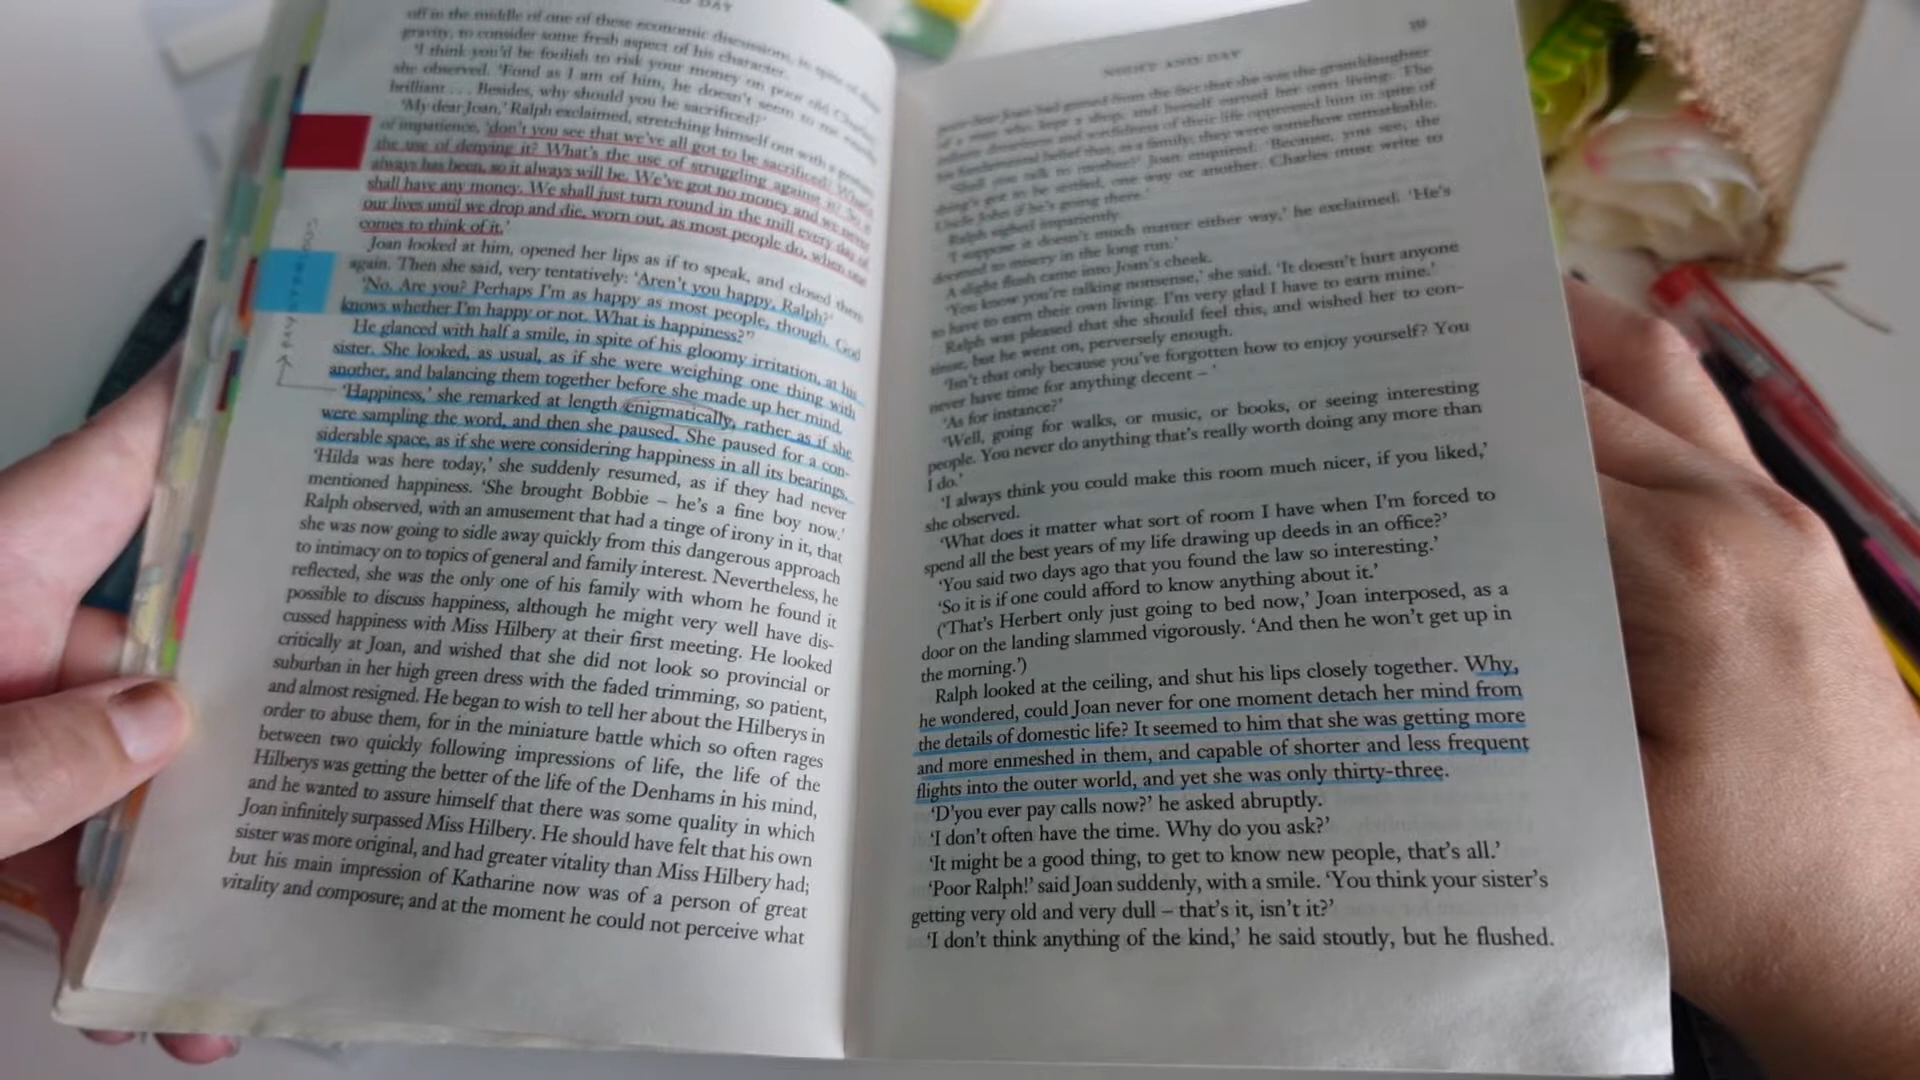 DAY
off in the middle of one of these economic discussions, in spite of
gravity, to consider some fresh aspect of his character.
'I think you'd be foolish to risk your money on poor old Charles,'
she observed. 'Fond as I am of him, he doesn't seem to me exactly
brilliant . . . Besides, why should you be sacrificed?'
'My dear Joan,' Ralph exclaimed, stretching himself out with a gesture
of impatience, 'don't you see that we've all got to be sacrificed? What's
the use of denying it? What's the use of struggling against it? So it
always has been, so it always will be. We've got no money and we never
shall have any money. We shall just turn round in the mill every day of
our lives until we drop and die, worn out, as most people do, when one
comes to think of it.'
Joan looked at him, opened her lips as if to speak, and closed them
again. Then she said, very tentatively: 'Aren't you happy, Ralph?'
'No. Are you? Perhaps I'm as happy as most people, though. God
knows whether I'm happy or not. What is happiness?"
He glanced with half a smile, in spite of his gloomy irritation, at his
sister. She looked, as usual, as if she were weighing one thing with
another, and balancing them together before she made up her mind.
'Happiness,' she remarked at length enigmatically, rather as if she
were sampling the word, and then she paused. She paused for a con-
siderable space, as if she were considering happiness in all its bearings.
'Hilda was here today,' she suddenly resumed, as if they had never
mentioned happiness. 'She brought Bobbie – he's a fine boy now.'
Ralph observed, with an amusement that had a tinge of irony in it, that
she was now going to sidle away quickly from this dangerous approach
to intimacy on to topics of general and family interest. Nevertheless, he
reflected, she was the only one of his family with whom he found it
possible to discuss happiness, although he might very well have dis-
cussed happiness with Miss Hilbery at their first meeting. He looked
critically at Joan, and wished that she did not look so provincial or
suburban in her high green dress with the faded trimming, so patient,
and almost resigned. He began to wish to tell her about the Hilberys in
order to abuse them, for in the miniature battle which so often rages
between two quickly following impressions of life, the life of the
Hilberys was getting the better of the life of the Denhams in his mind,
and he wanted to assure himself that there was some quality in which
Joan infinitely surpassed Miss Hilbery. He should have felt that his own
sister was more original, and had greater vitality than Miss Hilbery had;
but his main impression of Katharine now was of a person of great
vitality and composure; and at the moment he could not perceive what
NIGHT AND DAY
poor dear Joan had gained from the fact that she was the granddaughter
of a man who kept a shop, and herself earned her own living. The
infinite dreariness and sordidness of their life oppressed him in spite of
his fundamental belief that, as a family, they were somehow remarkable.
'Shall you talk to mother?' Joan enquired. 'Because, you see, the
thing's got to be settled, one way or another. Charles must write to
Uncle John if he's going there.'
Ralph sighed impatiently.
'I suppose it doesn't much matter either way,' he exclaimed. 'He's
doomed to misery in the long run.'
A slight flush came into Joan's cheek.
'You know you're talking nonsense,' she said. 'It doesn't hurt anyone
to have to earn their own living. I'm very glad I have to earn mine.'
Ralph was pleased that she should feel this, and wished her to con-
tinue, but he went on, perversely enough.
'Isn't that only because you've forgotten how to enjoy yourself? You
never have time for anything decent – '
'As for instance?'
'Well, going for walks, or music, or books, or seeing interesting
people. You never do anything that's really worth doing any more than
I do.'
'I always think you could make this room much nicer, if you liked,'
she observed.
'What does it matter what sort of room I have when I'm forced to
spend all the best years of my life drawing up deeds in an office?'
'You said two days ago that you found the law so interesting.'
'So it is if one could afford to know anything about it.'
('That's Herbert only just going to bed now,' Joan interposed, as a
door on the landing slammed vigorously. 'And then he won't get up in
the morning.')
Ralph looked at the ceiling, and shut his lips closely together. Why,
he wondered, could Joan never for one moment detach her mind from
the details of domestic life? It seemed to him that she was getting more
and more enmeshed in them, and capable of shorter and less frequent
flights into the outer world, and yet she was only thirty-three.
'D'you ever pay calls now?' he asked abruptly.
'I don't often have the time. Why do you ask?'
'It might be a good thing, to get to know new people, that's all.'
'Poor Ralph!' said Joan suddenly, with a smile. 'You think your sister's
getting very old and very dull – that's it, isn't it?'
'I don't think anything of the kind,' he said stoutly, but he flushed.